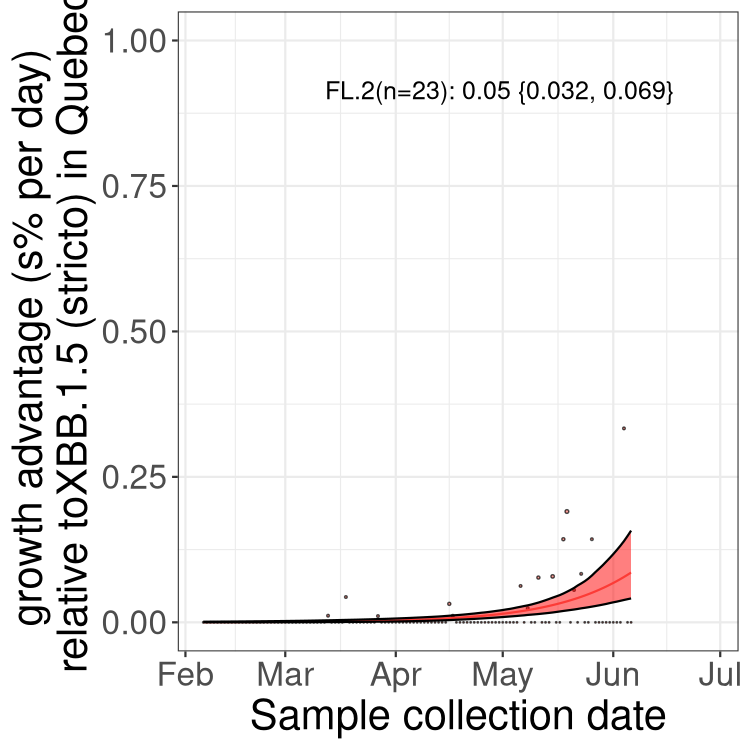 growth advantage (s% per day)
relative toXBB.1.5 (stricto) in Quebec
1.00
0.75
0.50
0.25
0.00
FL.2(n=23): 0.05 {0.032, 0.069}
Feb Mar Apr May Jun Jul
Sample collection date